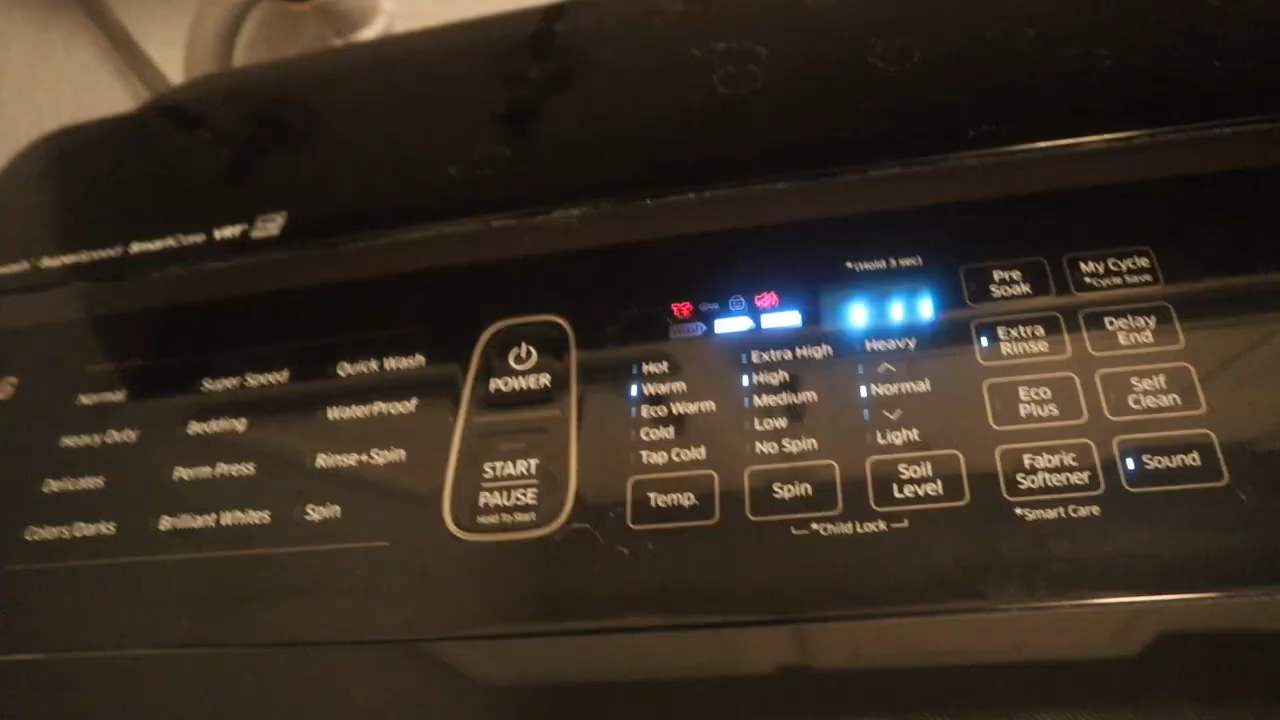 SuperSpeed SmartCare VRT
*(Hold 3 sec)
Pre
Soak
My Cycle
*Cycle Save
Wash
Normal
Super Speed
Quick Wash
Heavy Duty
Bedding
WaterProof
Delicates
Perm Press
Rinse+Spin
Colors/Darks
Brilliant Whites
Spin
POWER
START
PAUSE
Hold To Start
Hot
Warm
Eco Warm
Cold
Tap Cold
Temp.
Extra High
High
Medium
Low
No Spin
Spin
Heavy
Normal
Light
Soil
Level
*Child Lock
Extra
Rinse
Delay
End
Eco
Plus
Self
Clean
Fabric
Softener
Sound
*Smart Care